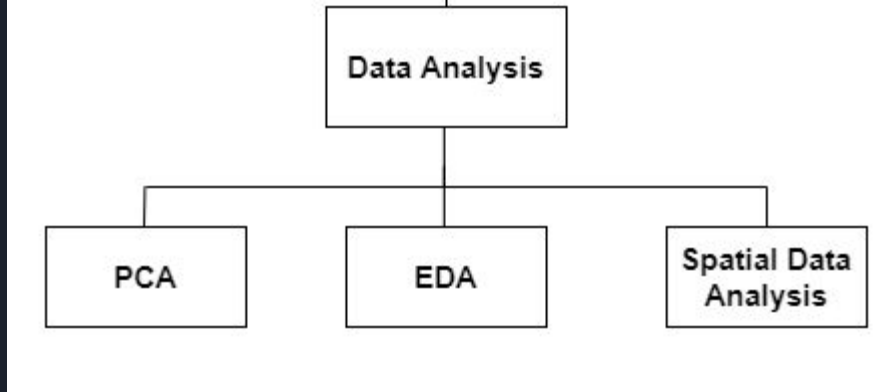 Data Analysis
PCA
EDA
Spatial Data
Analysis